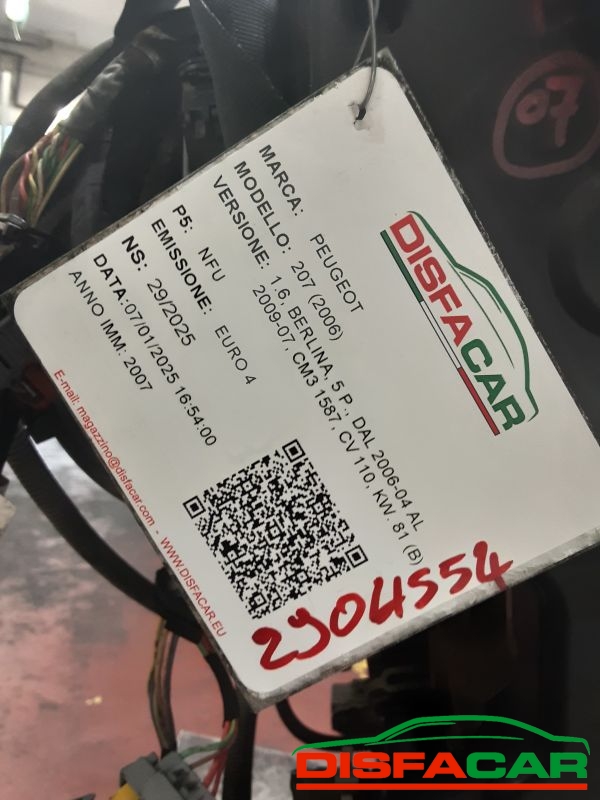 07
MARCA: PEUGEOT
MODELLO: 207 (2006)
VERSIONE: 1.6, BERLINA, 5 P., DAL 2006-04 AL
2009-07, CM3 1587, CV 110, KW. 81 (B)
P5: NFU
EMISSIONE: EURO 4
NS: 29/2025
DATA:07/01/2025 16:54:00
ANNO IMM: 2007
E-mail: magazzino@disfacar.com - WWW.DISFACAR.EU
DISFACAR
2904554
DISFACAR